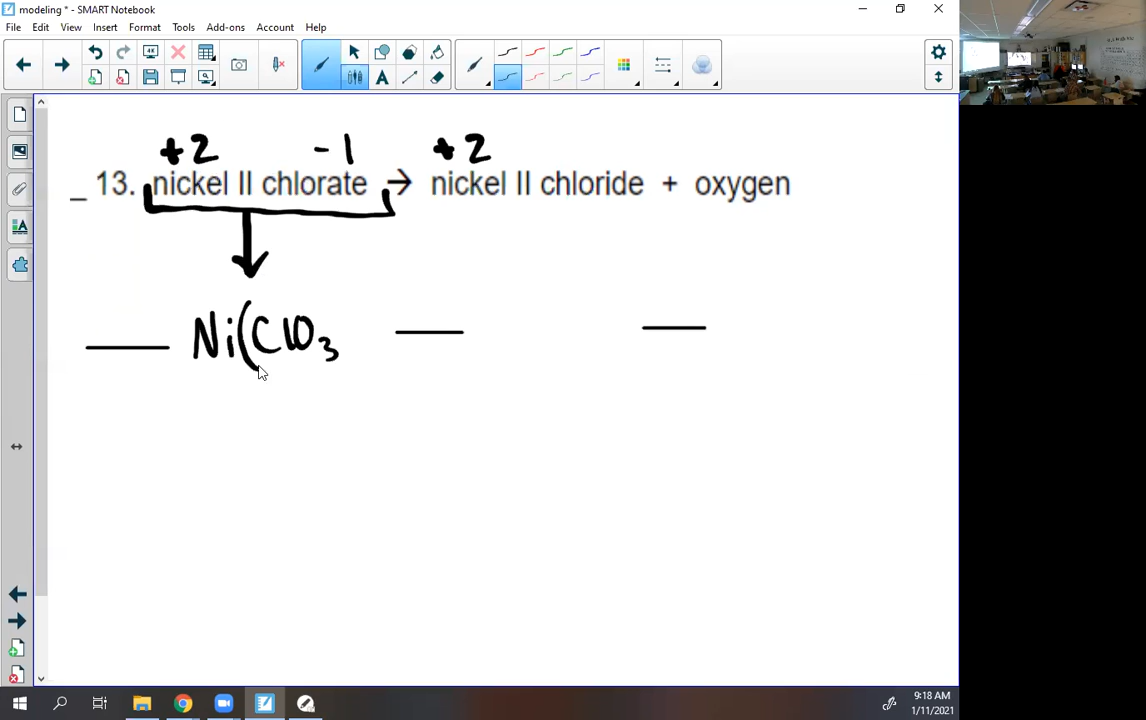 modeling * - SMART Notebook
File Edit View Insert Format Tools Add-ons Account Help
+2 -1 +2
_ 13. nickel II chlorate → nickel II chloride + oxygen
Ni(ClO3
9:18 AM
1/11/2021